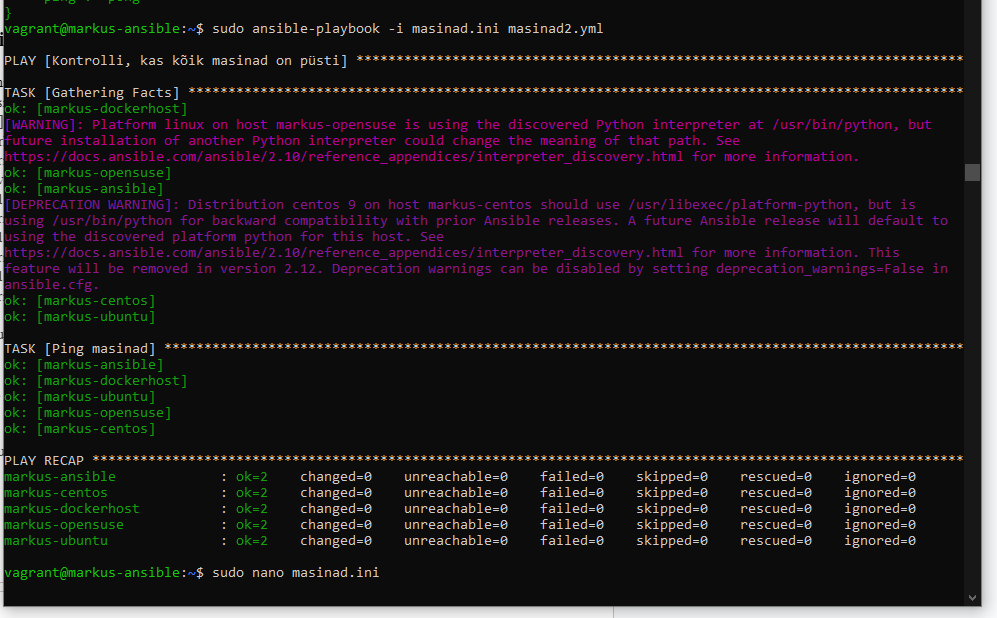 }
vagrant@markus-ansible:~$ sudo ansible-playbook -i masinad.ini masinad2.yml
PLAY [Kontrolli, kas kõik masinad on püsti] ****************************************************************************
TASK [Gathering Facts] *************************************************************************************************
ok: [markus-dockerhost]
[WARNING]: Platform linux on host markus-opensuse is using the discovered Python interpreter at /usr/bin/python, but
future installation of another Python interpreter could change the meaning of that path. See
https://docs.ansible.com/ansible/2.10/reference_appendices/interpreter_discovery.html for more information.
ok: [markus-opensuse]
ok: [markus-ansible]
[DEPRECATION WARNING]: Distribution centos 9 on host markus-centos should use /usr/libexec/platform-python, but is
using /usr/bin/python for backward compatibility with prior Ansible releases. A future Ansible release will default to
using the discovered platform python for this host. See
https://docs.ansible.com/ansible/2.10/reference_appendices/interpreter_discovery.html for more information. This
feature will be removed in version 2.12. Deprecation warnings can be disabled by setting deprecation_warnings=False in
ansible.cfg.
ok: [markus-centos]
ok: [markus-ubuntu]
TASK [Ping masinad] ****************************************************************************************************
ok: [markus-ansible]
ok: [markus-dockerhost]
ok: [markus-ubuntu]
ok: [markus-opensuse]
ok: [markus-centos]
PLAY RECAP *************************************************************************************************************
markus-ansible : ok=2 changed=0 unreachable=0 failed=0 skipped=0 rescued=0 ignored=0
markus-centos : ok=2 changed=0 unreachable=0 failed=0 skipped=0 rescued=0 ignored=0
markus-dockerhost : ok=2 changed=0 unreachable=0 failed=0 skipped=0 rescued=0 ignored=0
markus-opensuse : ok=2 changed=0 unreachable=0 failed=0 skipped=0 rescued=0 ignored=0
markus-ubuntu : ok=2 changed=0 unreachable=0 failed=0 skipped=0 rescued=0 ignored=0
vagrant@markus-ansible:~$ sudo nano masinad.ini